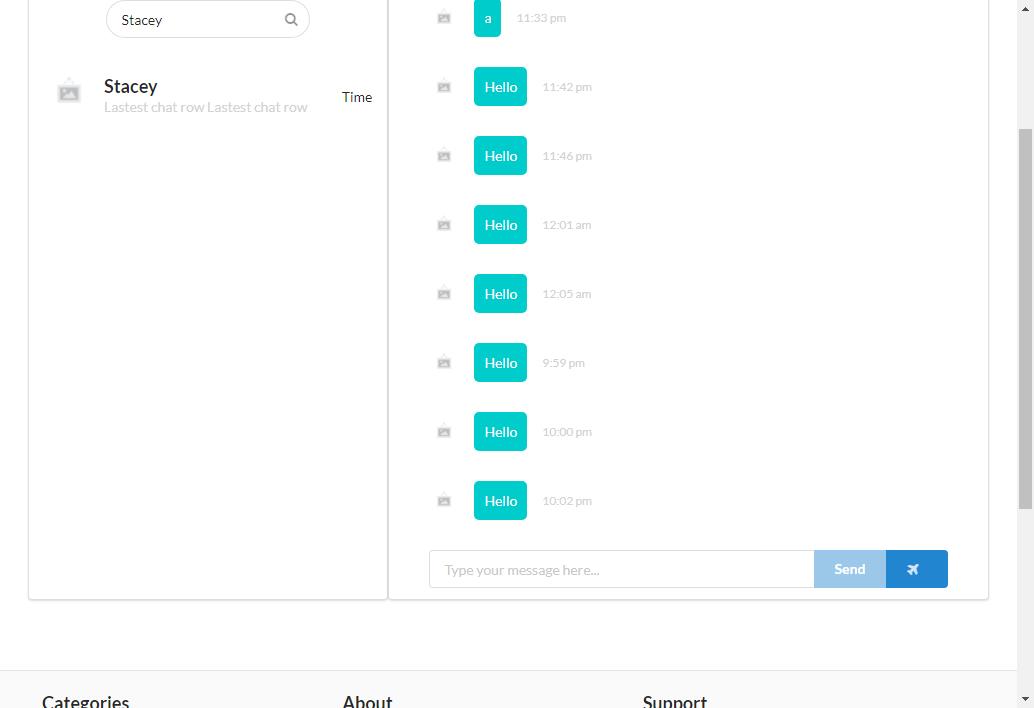 Stacey
Stacey
Lastest chat row Lastest chat row
Time
a 11:33 pm
Hello 11:42 pm
Hello 11:46 pm
Hello 12:01 am
Hello 12:05 am
Hello 9:59 pm
Hello 10:00 pm
Hello 10:02 pm
Type your message here... Send
Categories About Support